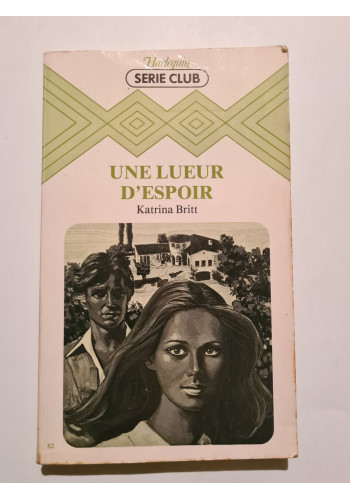 Harlequin
SERIE CLUB
UNE LUEUR
D'ESPOIR
Katrina Britt
82